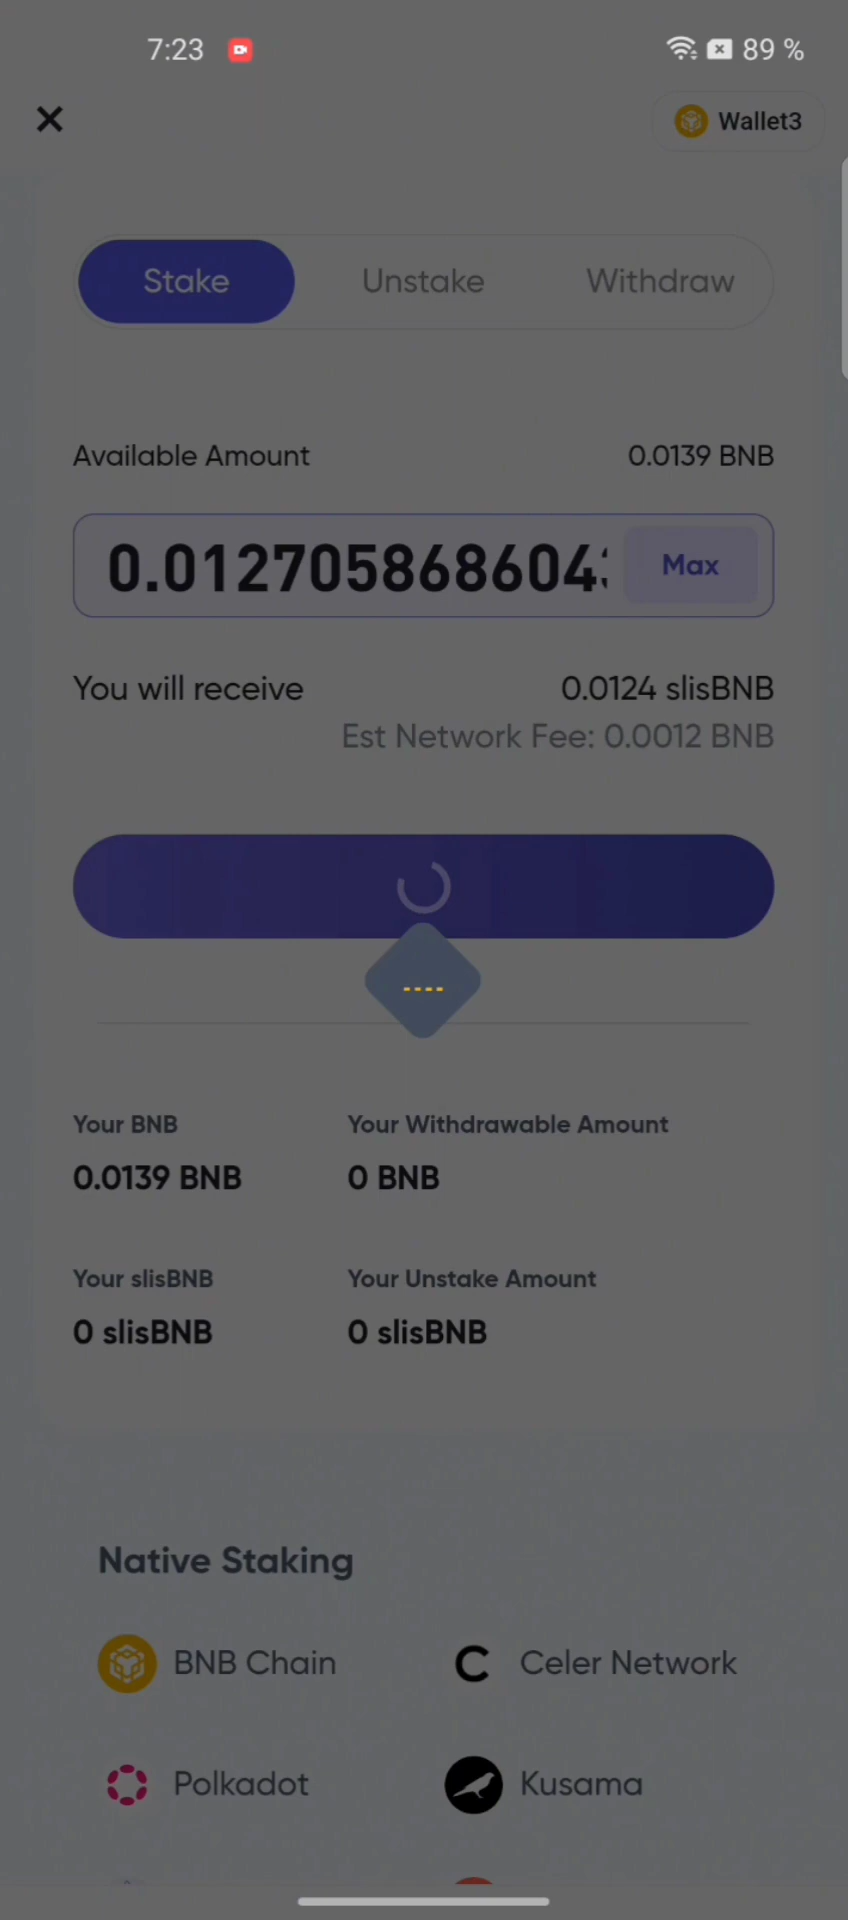 7:23
89 %
Wallet3
Stake Unstake Withdraw
Available Amount 0.0139 BNB
0.012705868604 Max
You will receive 0.0124 slisBNB
Est Network Fee: 0.0012 BNB
Your BNB Your Withdrawable Amount
0.0139 BNB 0 BNB
Your slisBNB Your Unstake Amount
0 slisBNB 0 slisBNB
Native Staking
BNB Chain Celer Network
Polkadot Kusama